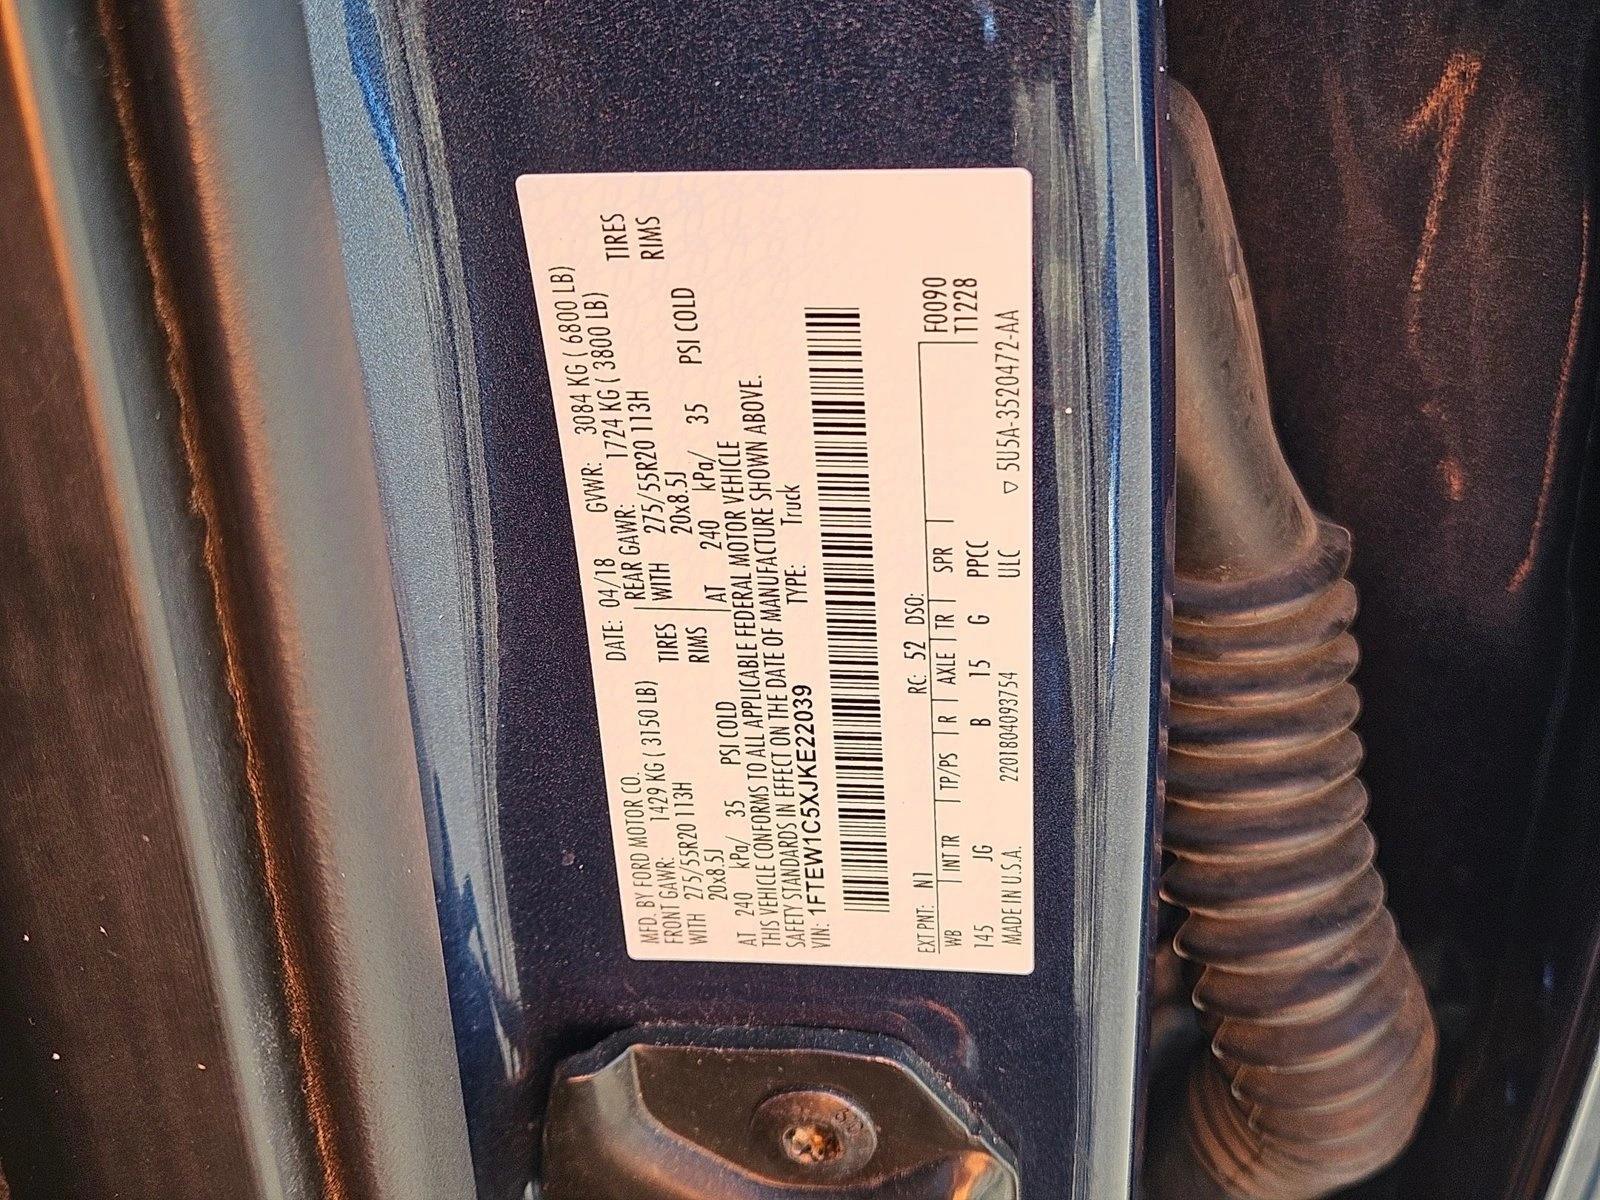 MFD. BY FORD MOTOR CO. DATE: 04/18 GVWR: 3084 KG ( 6800 LB)
FRONT GAWR: 1429 KG ( 3150 LB) REAR GAWR: 1724 KG ( 3800 LB)
WITH 275/55R20 113H TIRES WITH 275/55R20 113H TIRES
20x8.5J RIMS 20x8.5J RIMS
AT 240 kPa/ 35 PSI COLD AT 240 kPa/ 35 PSI COLD
THIS VEHICLE CONFORMS TO ALL APPLICABLE FEDERAL MOTOR VEHICLE
SAFETY STANDARDS IN EFFECT ON THE DATE OF MANUFACTURE SHOWN ABOVE.
VIN: 1FTEW1C5XJKE22039 TYPE: Truck
EXT PNT: N1 RC: 52 DSO: F0090
WB INT TR TP/PS R AXLE TR SPR T1228
145 JG B 15 G PPCC
MADE IN U.S.A. 220180409 3754 ULC ▽ 5U5A-3520472-AA